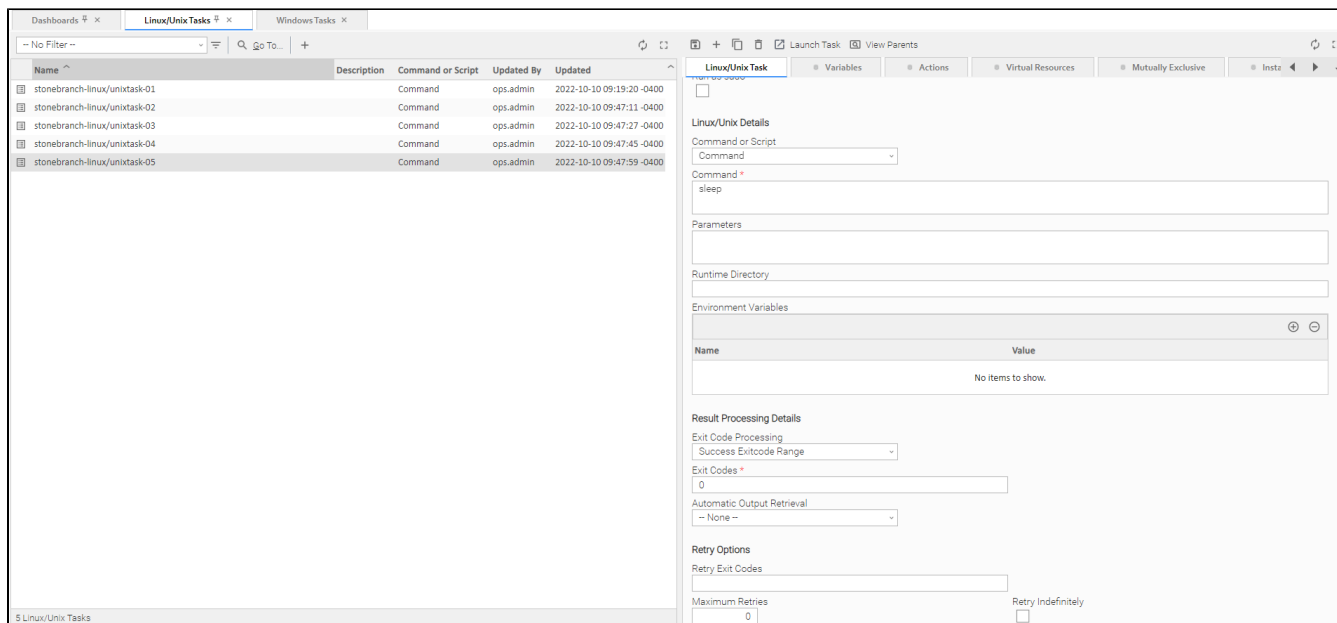 Dashboards
Linux/Unix Tasks
Windows Tasks
-- No Filter --
Go To...
Launch Task
View Parents
Name
Description
Command or Script
Updated By
Updated
stonebranch-linux/unixtask-01 Command ops.admin 2022-10-10 09:19:20 -0400
stonebranch-linux/unixtask-02 Command ops.admin 2022-10-10 09:47:11 -0400
stonebranch-linux/unixtask-03 Command ops.admin 2022-10-10 09:47:27 -0400
stonebranch-linux/unixtask-04 Command ops.admin 2022-10-10 09:47:45 -0400
stonebranch-linux/unixtask-05 Command ops.admin 2022-10-10 09:47:59 -0400
5 Linux/Unix Tasks
Linux/Unix Task
Variables
Actions
Virtual Resources
Mutually Exclusive
Insta
Linux/Unix Details
Command or Script
Command
Command *
sleep
Parameters
Runtime Directory
Environment Variables
Name Value
No items to show.
Result Processing Details
Exit Code Processing
Success Exitcode Range
Exit Codes *
0
Automatic Output Retrieval
-- None --
Retry Options
Retry Exit Codes
Maximum Retries Retry Indefinitely
0